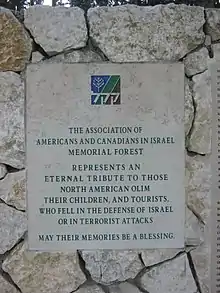 THE ASSOCIATION OF
AMERICANS AND CANADIANS IN ISRAEL
MEMORIAL FOREST
REPRESENTS AN
ETERNAL TRIBUTE TO THOSE
NORTH AMERICAN OLIM
THEIR CHILDREN, AND TOURISTS,
WHO FELL IN THE DEFENSE OF ISRAEL
OR IN TERRORIST ATTACKS
MAY THEIR MEMORIES BE A BLESSING.